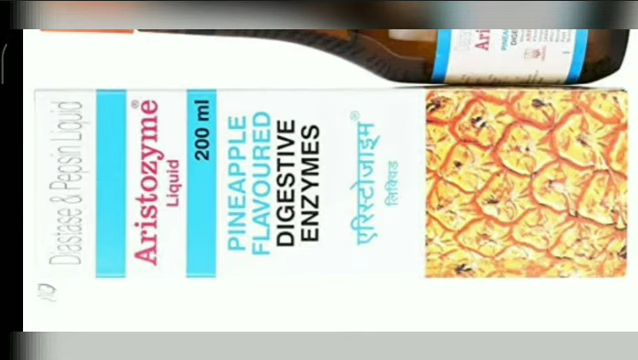 Diastase & Pepsin Liquid
Aristozyme®
Liquid
200 ml
PINEAPPLE
FLAVOURED
DIGESTIVE
ENZYMES
एरिस्टोज़ाइम®
लिक्विड